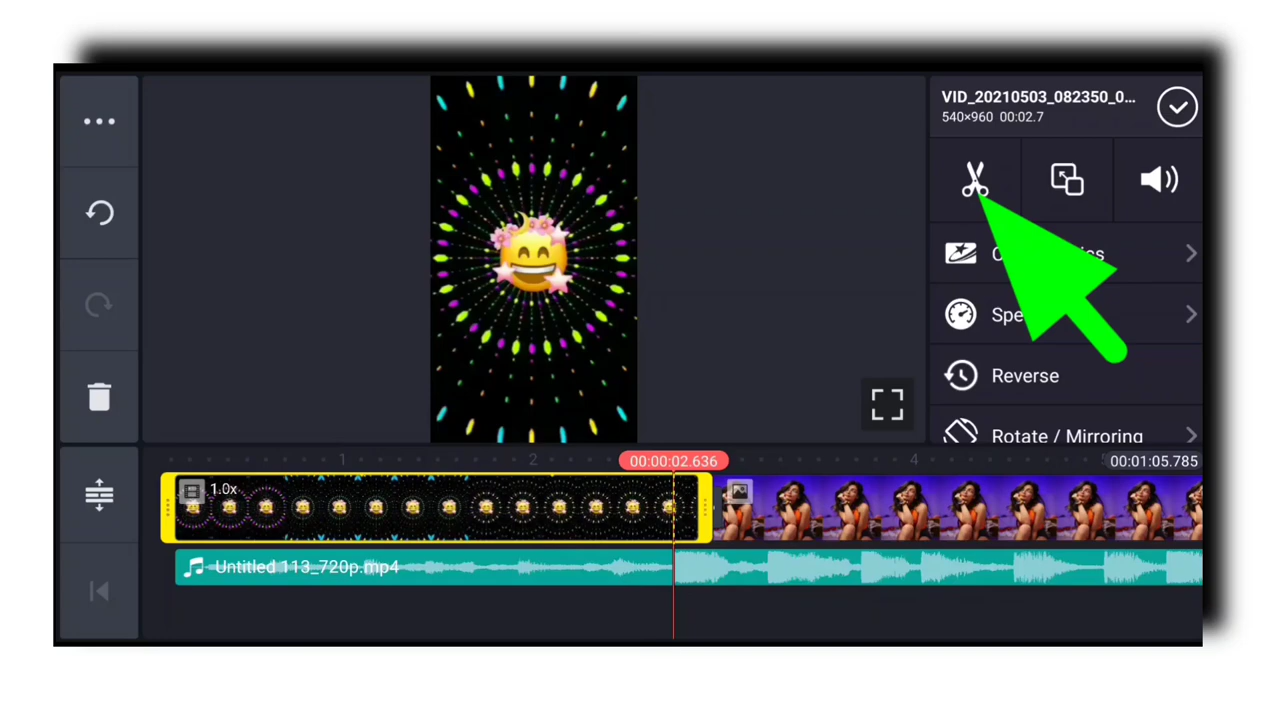 VID_20210503_082350_0...
540×960 00:02.7
Reverse
Rotate / Mirroring
1
2
00:00:02.636
4
00:01:05.785
1.0x
Untitled 113_720p.mp4